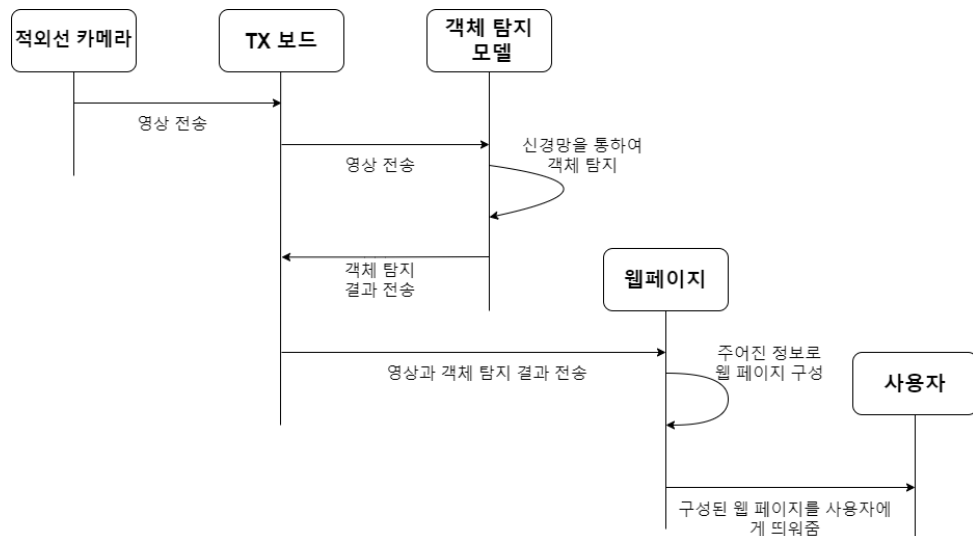 적외선 카메라
TX 보드
객체 탐지
모델
영상 전송
영상 전송
신경망을 통하여
객체 탐지
객체 탐지
결과 전송
웹페이지
영상과 객체 탐지 결과 전송
주어진 정보로
웹 페이지 구성
사용자
구성된 웹 페이지를 사용자에
게 띄워줌